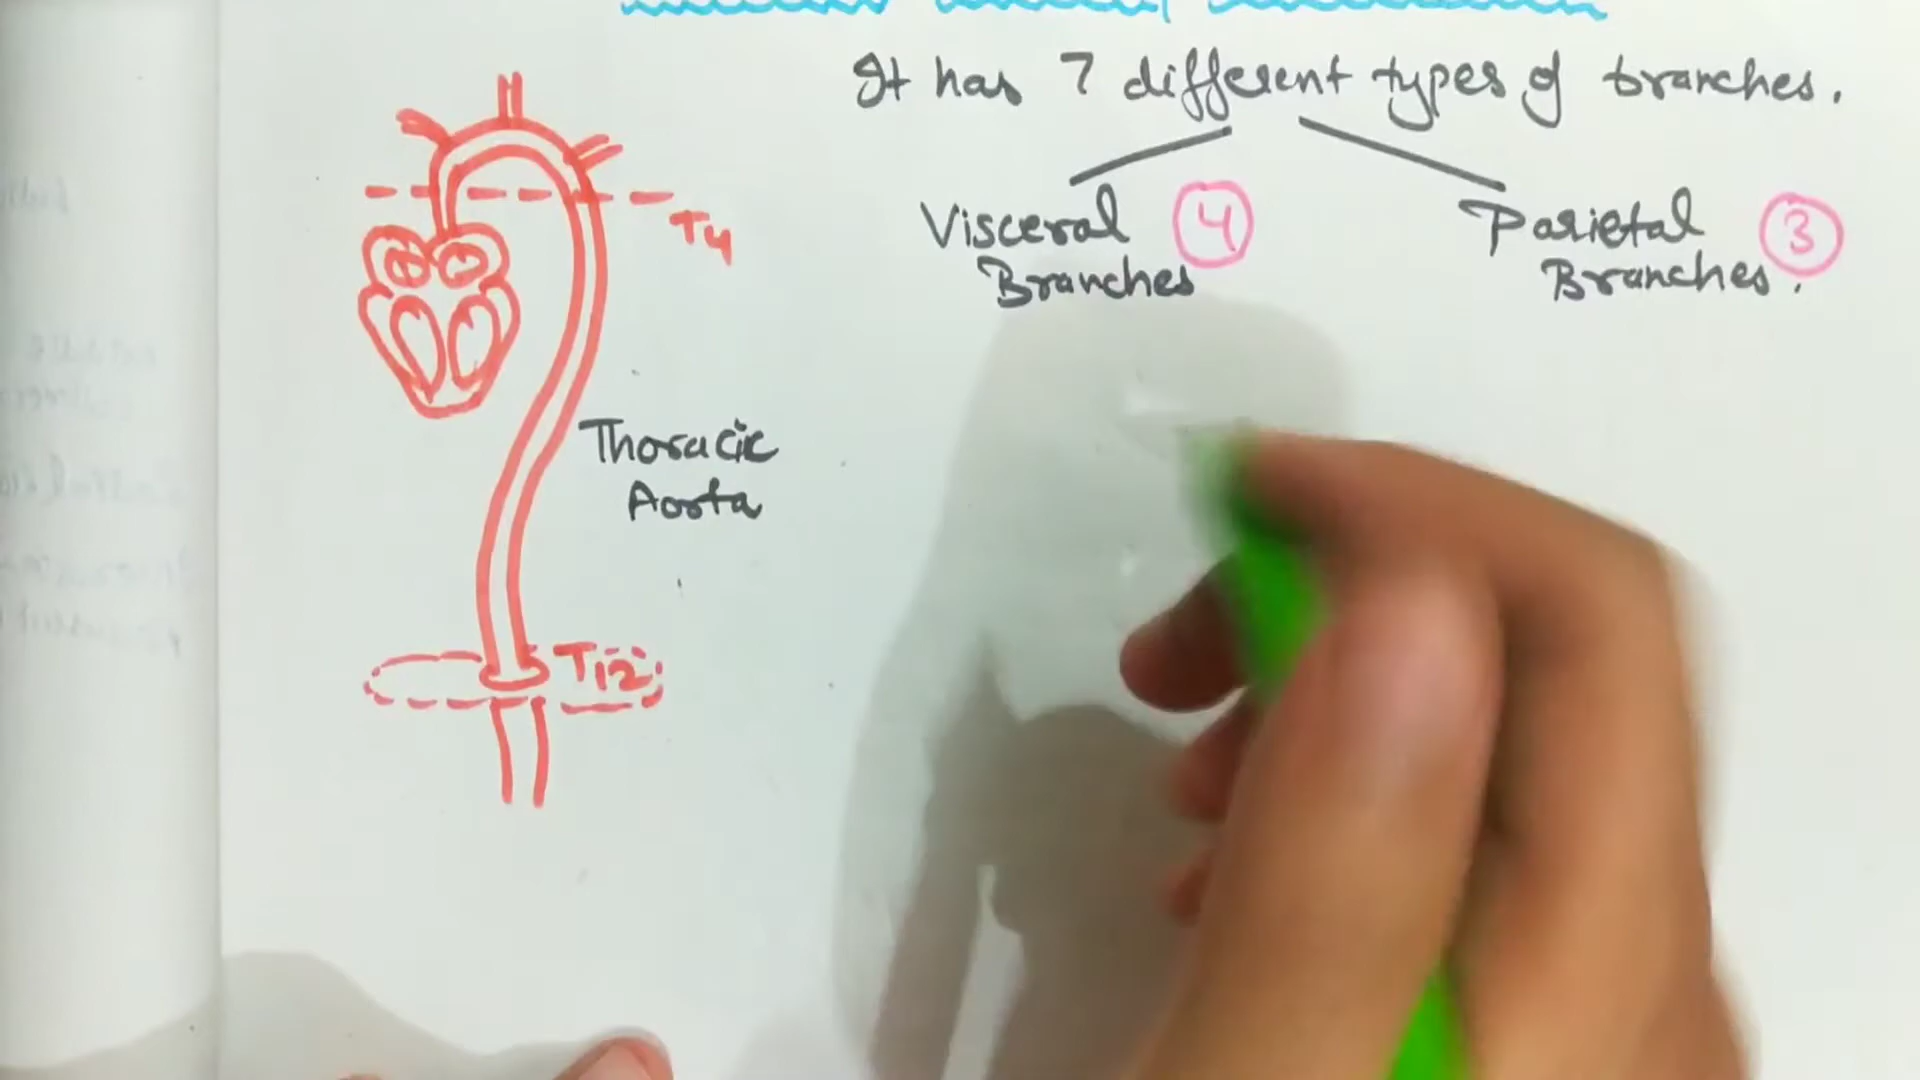 It has 7 different types of branches.
Visceral 4
Branches
Parietal 3
Branches.
T4
Thoracic
Aorta
T12